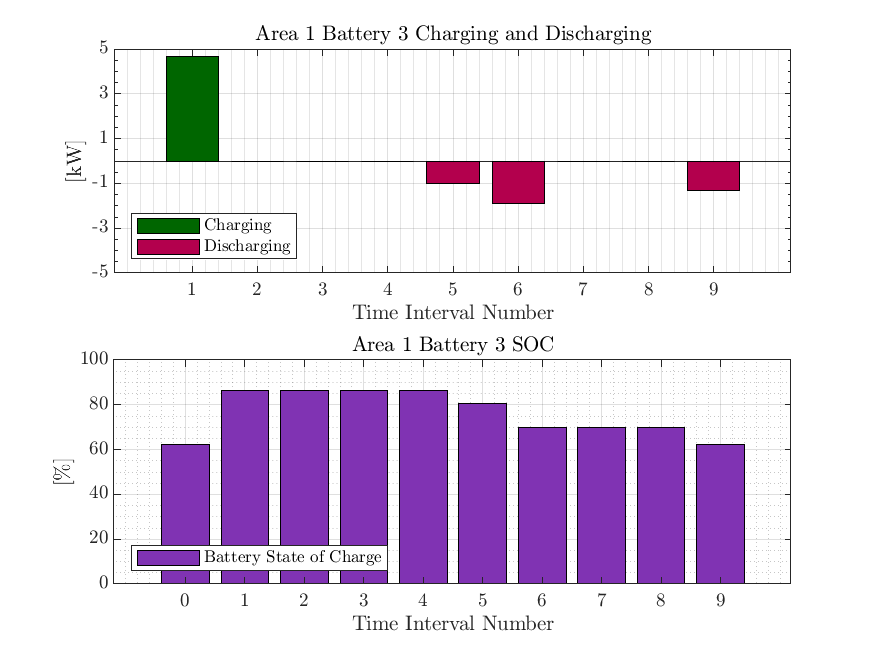 Area 1 Battery 3 Charging and Discharging
5
3
1
-1
-3
-5
[kW]
Charging
Discharging
1 2 3 4 5 6 7 8 9
Time Interval Number
Area 1 Battery 3 SOC
100
80
60
40
20
0
[%]
Battery State of Charge
0 1 2 3 4 5 6 7 8 9
Time Interval Number